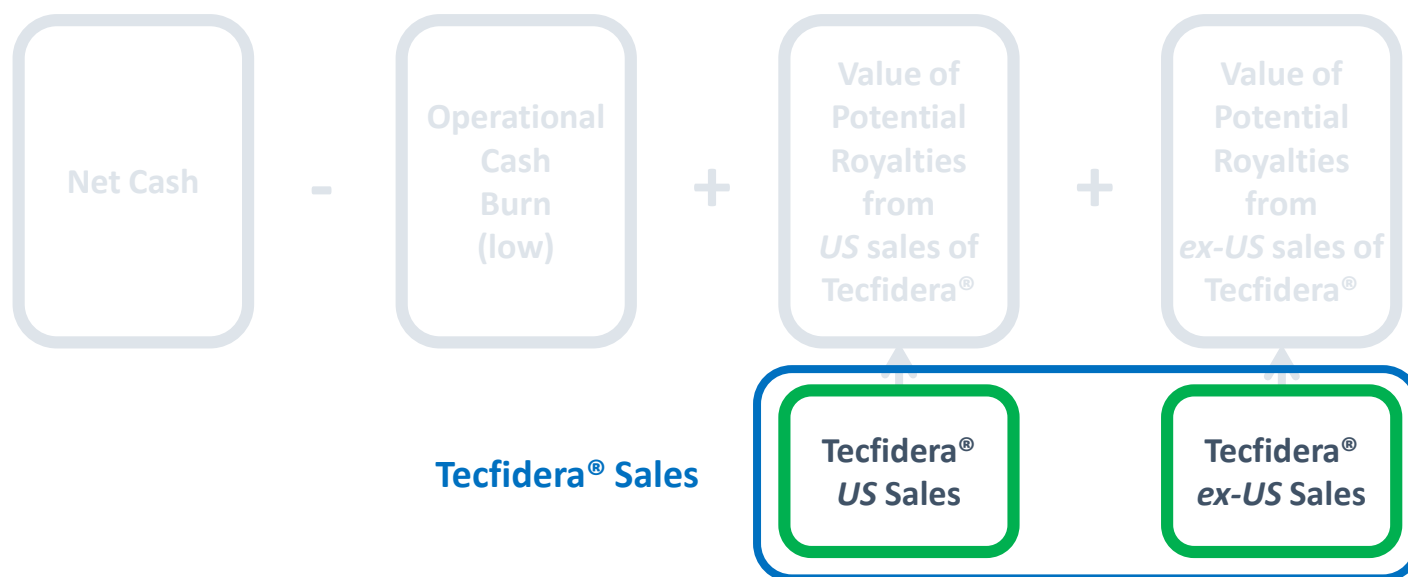 Net Cash
-
Operational
Cash
Burn
(low)
+
Value of
Potential
Royalties
from
US sales of
Tecfidera®
+
Value of
Potential
Royalties
from
ex-US sales of
Tecfidera®
Tecfidera® Sales
Tecfidera®
US Sales
Tecfidera®
ex-US Sales